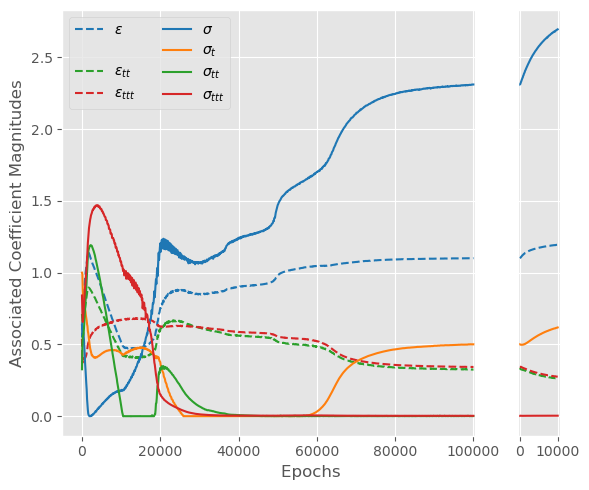 Associated Coefficient Magnitudes
2.5
2.0
1.5
1.0
0.5
0.0
ε σ
σ_t
ε_tt σ_tt
ε_ttt σ_ttt
0 20000 40000 60000 80000 100000 0 10000
Epochs